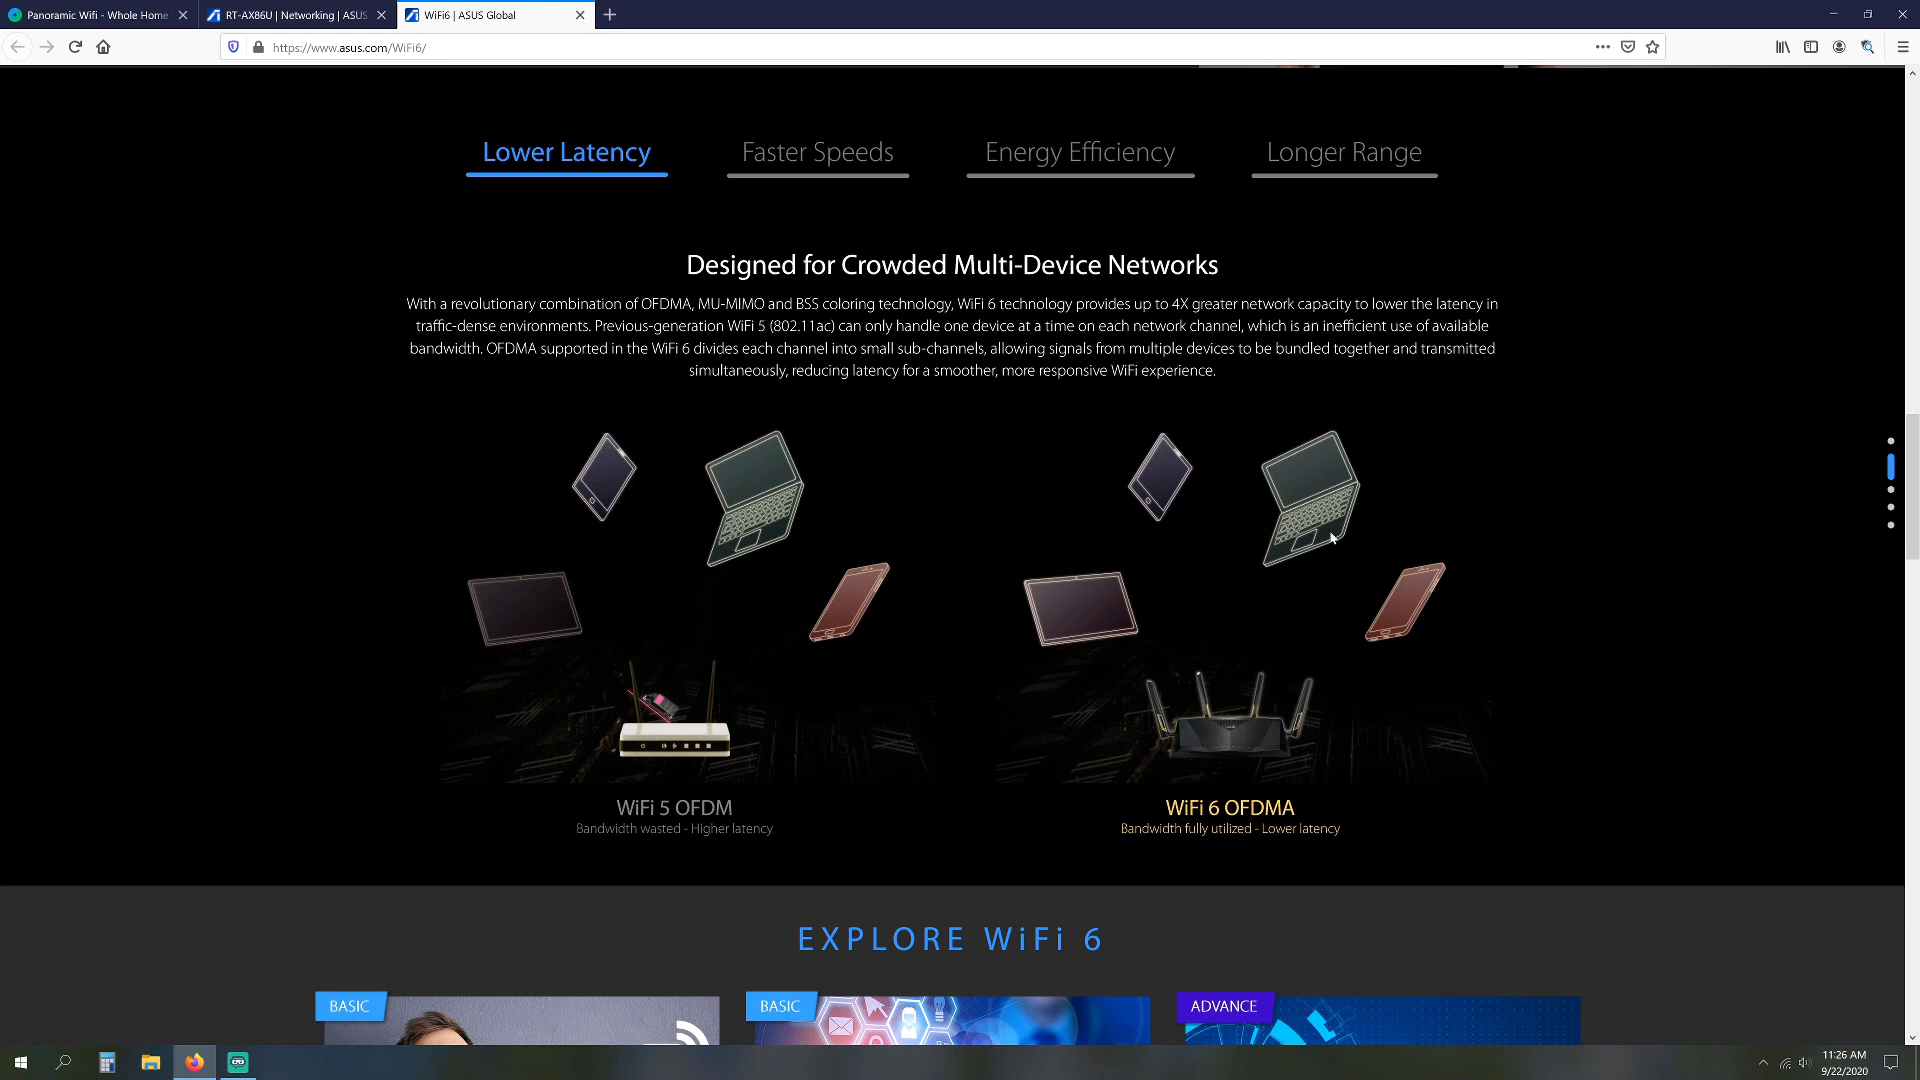 Panoramic Wifi - Whole Home
RT-AX86U | Networking | ASUS
WiFi6 | ASUS Global
https://www.asus.com/WiFi6/
Lower Latency
Faster Speeds
Energy Efficiency
Longer Range
Designed for Crowded Multi-Device Networks
With a revolutionary combination of OFDMA, MU-MIMO and BSS coloring technology, WiFi 6 technology provides up to 4X greater network capacity to lower the latency in
traffic-dense environments. Previous-generation WiFi 5 (802.11ac) can only handle one device at a time on each network channel, which is an inefficient use of available
bandwidth. OFDMA supported in the WiFi 6 divides each channel into small sub-channels, allowing signals from multiple devices to be bundled together and transmitted
simultaneously, reducing latency for a smoother, more responsive WiFi experience.
WiFi 5 OFDM
Bandwidth wasted - Higher latency
WiFi 6 OFDMA
Bandwidth fully utilized - Lower latency
EXPLORE WiFi 6
BASIC
BASIC
ADVANCE
11:26 AM
9/22/2020